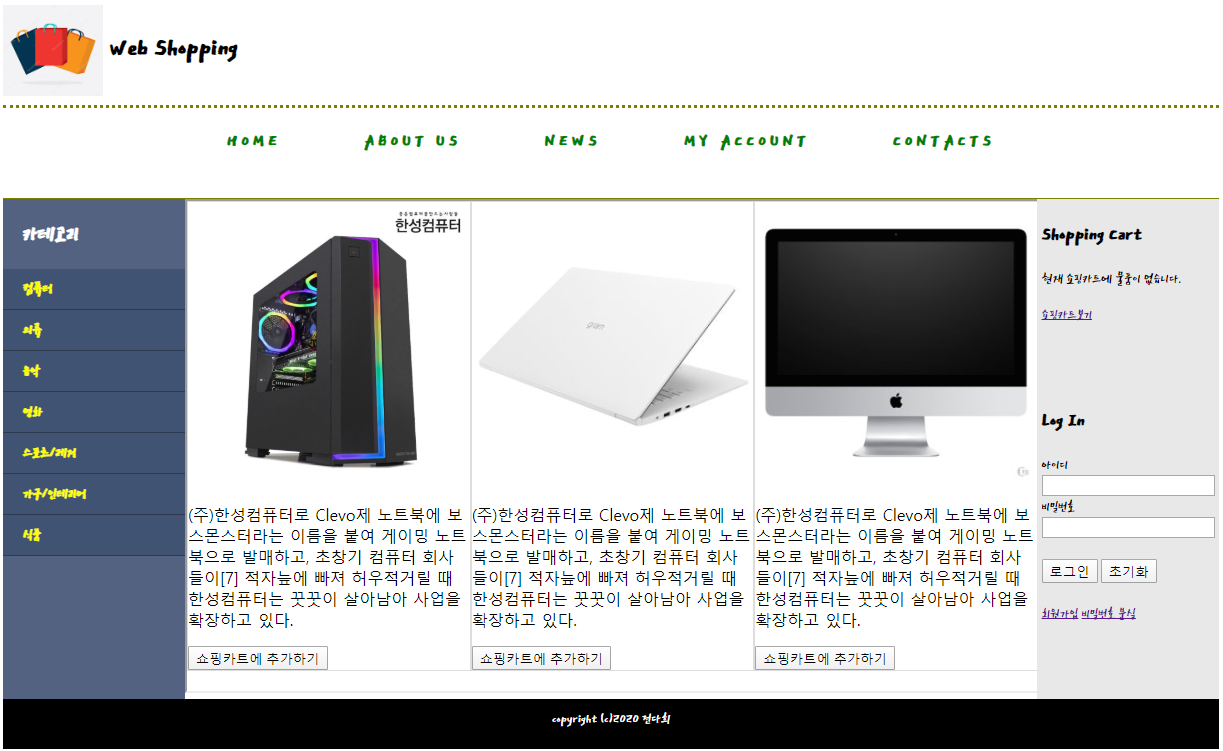 Web Shopping
HOME ABOUT US NEWS MY ACCOUNT CONTACTS
카테고리
컴퓨터
의류
음악
영화
스포츠/레저
가구/인테리어
식품
한성컴퓨터
gram
(주)한성컴퓨터로 Clevo제 노트북에 보
스몬스터라는 이름을 붙여 게이밍 노트
북으로 발매하고, 초창기 컴퓨터 회사
들이[7] 적자늪에 빠져 허우적거릴 때
한성컴퓨터는 꿋꿋이 살아남아 사업을
확장하고 있다.
쇼핑카트에 추가하기
(주)한성컴퓨터로 Clevo제 노트북에 보
스몬스터라는 이름을 붙여 게이밍 노트
북으로 발매하고, 초창기 컴퓨터 회사
들이[7] 적자늪에 빠져 허우적거릴 때
한성컴퓨터는 꿋꿋이 살아남아 사업을
확장하고 있다.
쇼핑카트에 추가하기
(주)한성컴퓨터로 Clevo제 노트북에 보
스몬스터라는 이름을 붙여 게이밍 노트
북으로 발매하고, 초창기 컴퓨터 회사
들이[7] 적자늪에 빠져 허우적거릴 때
한성컴퓨터는 꿋꿋이 살아남아 사업을
확장하고 있다.
쇼핑카트에 추가하기
Shopping Cart
현재 쇼핑카트에 물품이 없습니다.
쇼핑카트보기
Log In
아이디
비밀번호
로그인 초기화
회원가입 비밀번호 분실
copyright (c)2020